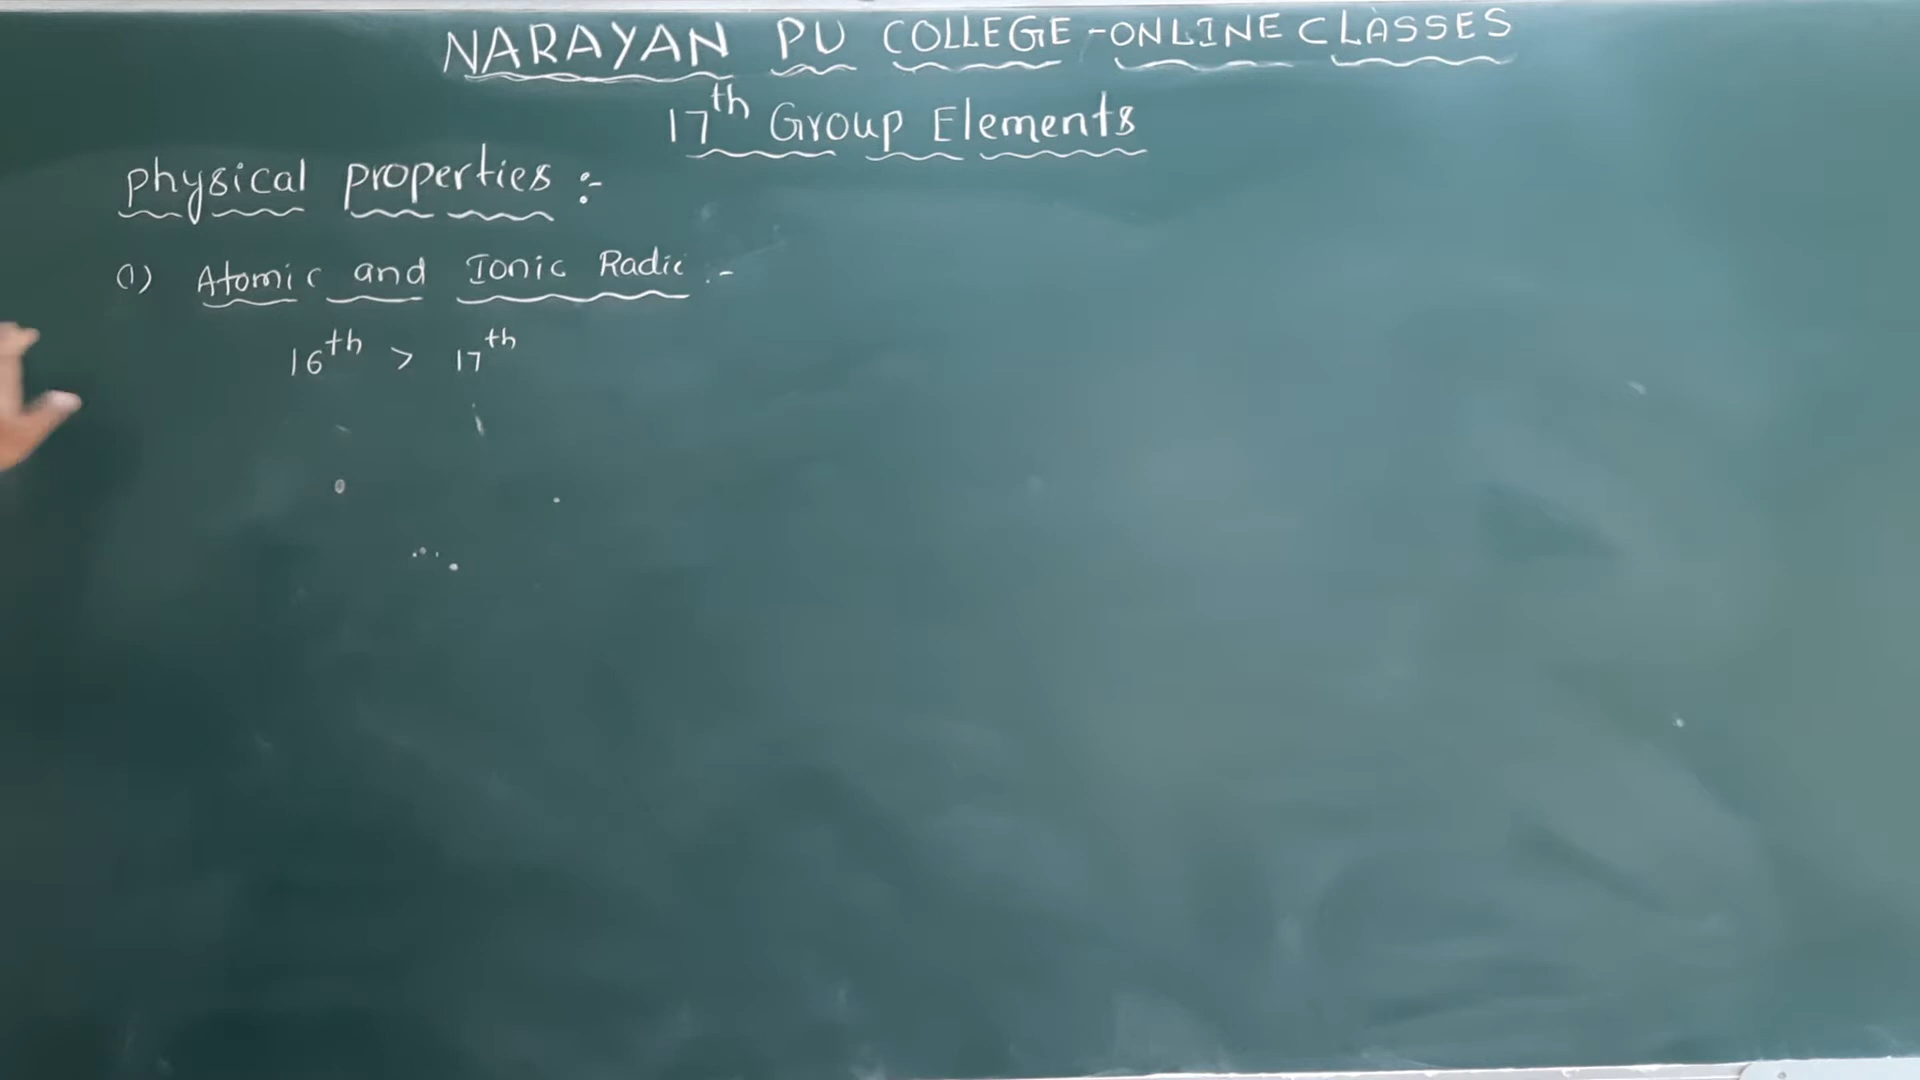 NARAYAN PU COLLEGE - ONLINE CLASSES
17th Group Elements
physical properties :-
(1) Atomic and Ionic Radii :-
16th > 17th